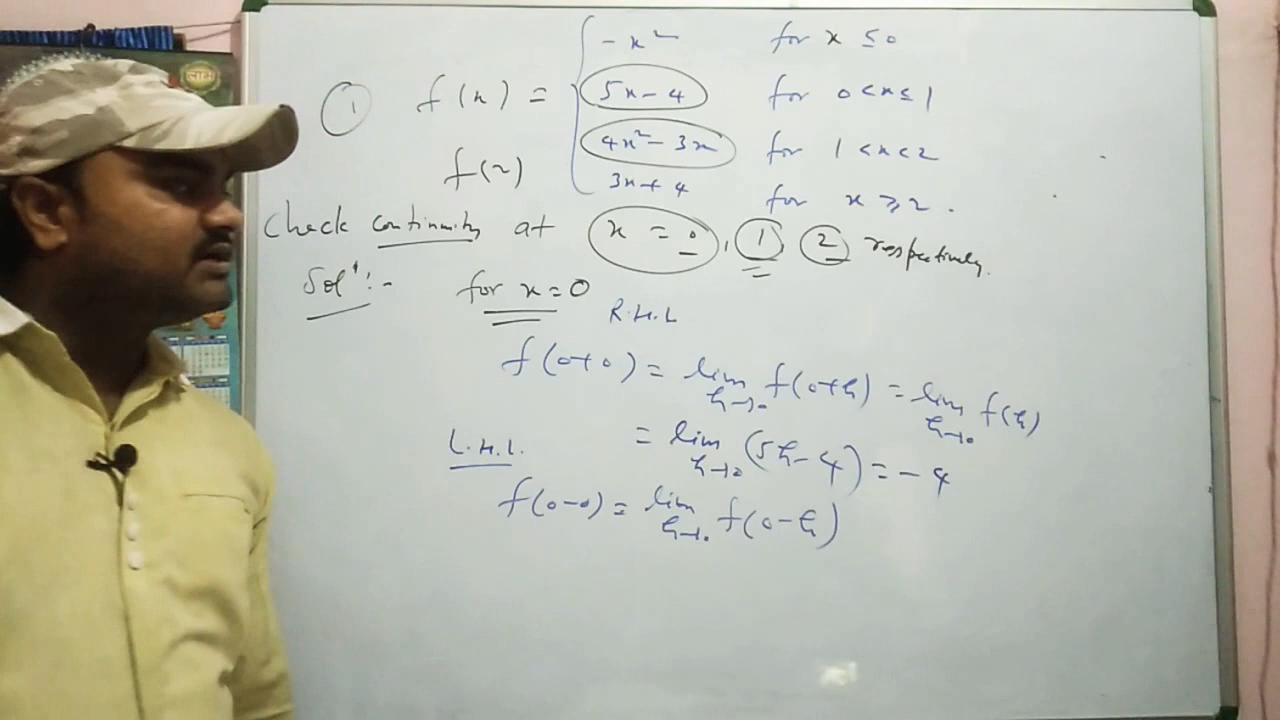 ① f(x) = { -x² for x ≤ 0
5x - 4 for 0 < x ≤ 1
4x² - 3x for 1 < x < 2
f(2)
3x + 4 for x ≥ 2.
Check continuity at x = 0, 1, 2 respectively.
Solⁿ:- for x = 0
R.H.L
f(0+0) = lim h→0 f(0+h) = lim h→0 f(h)
= lim h→0 (5h - 4) = -4
L.H.L.
f(0-0) = lim h→0 f(0-h)